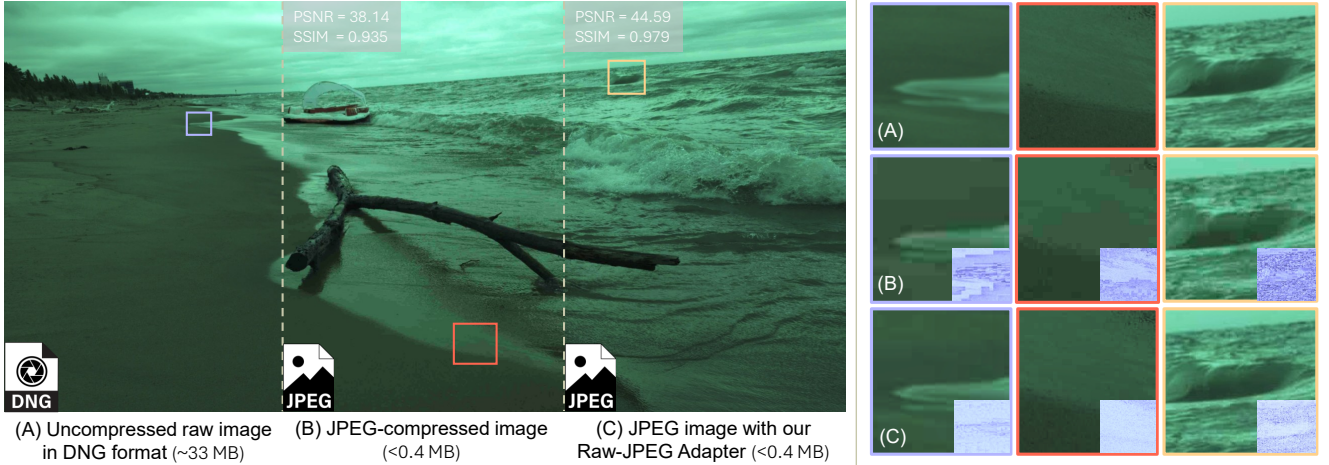 PSNR = 38.14
SSIM = 0.935
PSNR = 44.59
SSIM = 0.979
DNG
JPEG
JPEG
(A) Uncompressed raw image
in DNG format (~33 MB)
(B) JPEG-compressed image
(<0.4 MB)
(C) JPEG image with our
Raw-JPEG Adapter (<0.4 MB)
(A)
(B)
(C)